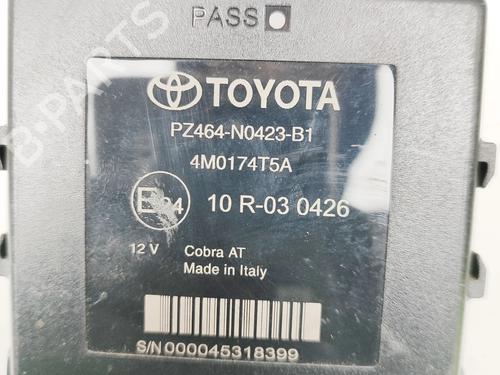 PASS
TOYOTA
PZ464-N0423-B1
4M0174T5A
E24 10 R-03 0426
12 V Cobra AT
Made in Italy
S/N 000045318399
B-PARTS